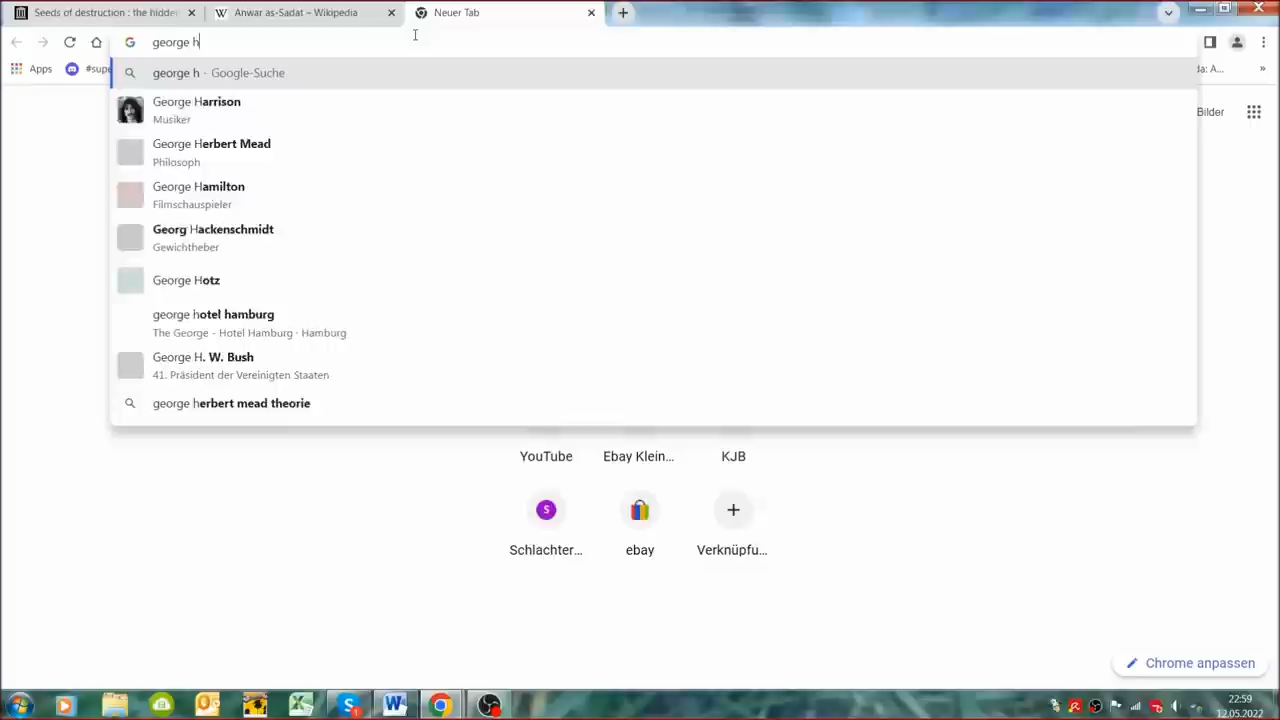 Seeds of destruction : the hidden
Anwar as-Sadat – Wikipedia
Neuer Tab
george h
Apps
#supe
da: A...
»
george h - Google-Suche
George Harrison
Musiker
Bilder
George Herbert Mead
Philosoph
George Hamilton
Filmschauspieler
Georg Hackenschmidt
Gewichtheber
George Hotz
george hotel hamburg
The George - Hotel Hamburg · Hamburg
George H. W. Bush
41. Präsident der Vereinigten Staaten
george herbert mead theorie
YouTube
Ebay Klein...
KJB
S
Schlachter...
ebay
Verknüpfu...
Chrome anpassen
22:59
12.05.2022